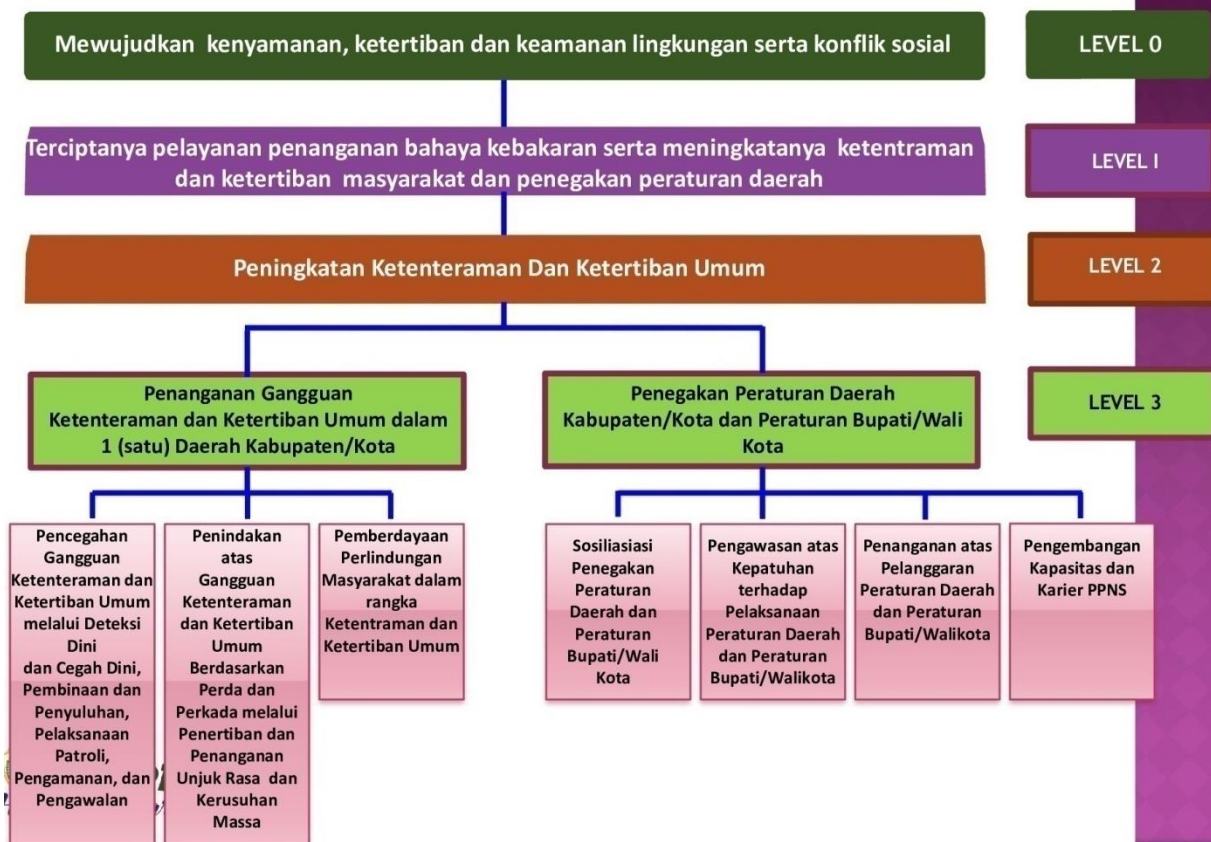 Mewujudkan kenyamanan, ketertiban dan keamanan lingkungan serta konflik sosial
LEVEL 0
Terciptanya pelayanan penanganan bahaya kebakaran serta meningkatanya ketentraman
dan ketertiban masyarakat dan penegakan peraturan daerah
LEVEL I
Peningkatan Ketenteraman Dan Ketertiban Umum
LEVEL 2
Penanganan Gangguan
Ketenteraman dan Ketertiban Umum dalam
1 (satu) Daerah Kabupaten/Kota
Penegakan Peraturan Daerah
Kabupaten/Kota dan Peraturan Bupati/Wali
Kota
LEVEL 3
Pencegahan
Gangguan
Ketenteraman dan
Ketertiban Umum
melalui Deteksi
Dini
dan Cegah Dini,
Pembinaan dan
Penyuluhan,
Pelaksanaan
Patroli,
Pengamanan, dan
Pengawalan
Penindakan
atas
Gangguan
Ketenteraman
dan Ketertiban
Umum
Berdasarkan
Perda dan
Perkada melalui
Penertiban dan
Penanganan
Unjuk Rasa dan
Kerusuhan
Massa
Pemberdayaan
Perlindungan
Masyarakat dalam
rangka
Ketentraman dan
Ketertiban Umum
Sosiliasiasi
Penegakan
Peraturan
Daerah dan
Peraturan
Bupati/Wali
Kota
Pengawasan atas
Kepatuhan
terhadap
Pelaksanaan
Peraturan Daerah
dan Peraturan
Bupati/Walikota
Penanganan atas
Pelanggaran
Peraturan Daerah
dan Peraturan
Bupati/Walikota
Pengembangan
Kapasitas dan
Karier PPNS